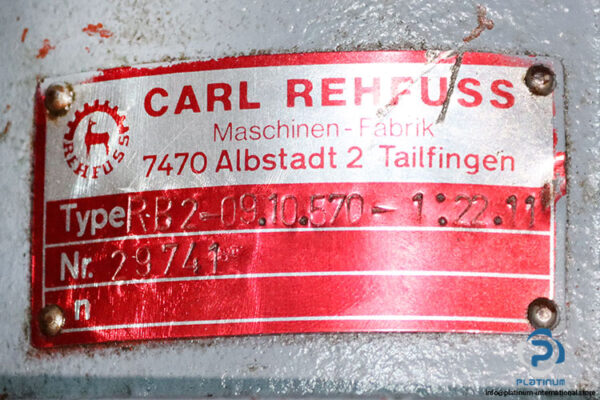 CARL REHFUSS
REHFUSS
Maschinen-Fabrik
7470 Albstadt 2 Tailfingen
Type RB2-09.10.570-1:22.11
Nr. 29741
n
PLATINUM
info@platinum-international.store